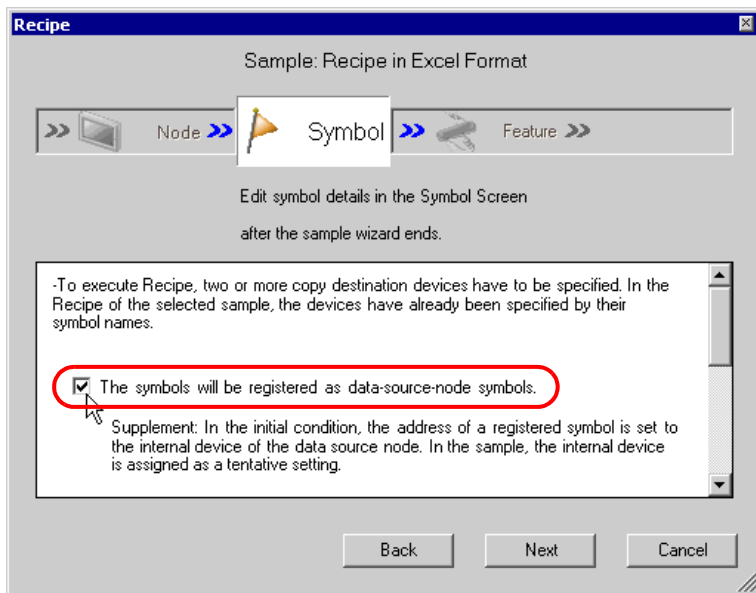 Recipe
Sample: Recipe in Excel Format
Node
Symbol
Feature
Edit symbol details in the Symbol Screen
after the sample wizard ends.
-To execute Recipe, two or more copy destination devices have to be specified. In the
Recipe of the selected sample, the devices have already been specified by their
symbol names.
The symbols will be registered as data-source-node symbols.
Supplement: In the initial condition, the address of a registered symbol is set to
the internal device of the data source node. In the sample, the internal device
is assigned as a tentative setting.
Back
Next
Cancel